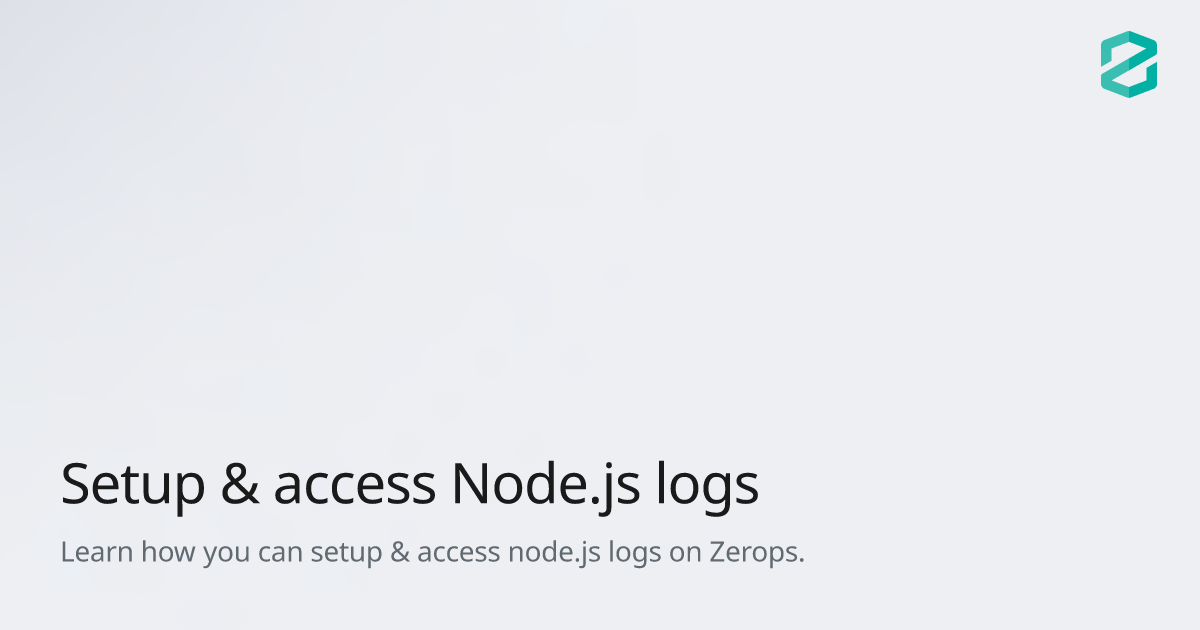 Setup & access Node.js logs
Learn how you can setup & access node.js logs on Zerops.